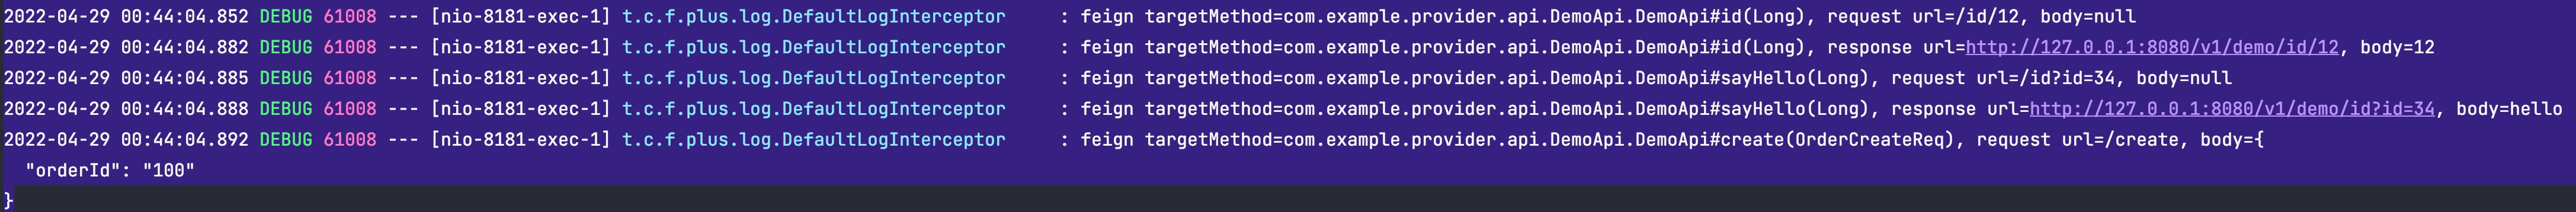 2022-04-29 00:44:04.852 DEBUG 61008 --- [nio-8181-exec-1] t.c.f.plus.log.DefaultLogInterceptor     : feign targetMethod=com.example.provider.api.DemoApi.DemoApi#id(Long), request url=/id/12, body=null
2022-04-29 00:44:04.882 DEBUG 61008 --- [nio-8181-exec-1] t.c.f.plus.log.DefaultLogInterceptor     : feign targetMethod=com.example.provider.api.DemoApi.DemoApi#id(Long), response url=http://127.0.0.1:8080/v1/demo/id/12, body=12
2022-04-29 00:44:04.885 DEBUG 61008 --- [nio-8181-exec-1] t.c.f.plus.log.DefaultLogInterceptor     : feign targetMethod=com.example.provider.api.DemoApi.DemoApi#sayHello(Long), request url=/id?id=34, body=null
2022-04-29 00:44:04.888 DEBUG 61008 --- [nio-8181-exec-1] t.c.f.plus.log.DefaultLogInterceptor     : feign targetMethod=com.example.provider.api.DemoApi.DemoApi#sayHello(Long), response url=http://127.0.0.1:8080/v1/demo/id?id=34, body=hello
2022-04-29 00:44:04.892 DEBUG 61008 --- [nio-8181-exec-1] t.c.f.plus.log.DefaultLogInterceptor     : feign targetMethod=com.example.provider.api.DemoApi.DemoApi#create(OrderCreateReq), request url=/create, body={
  "orderId": "100"
}